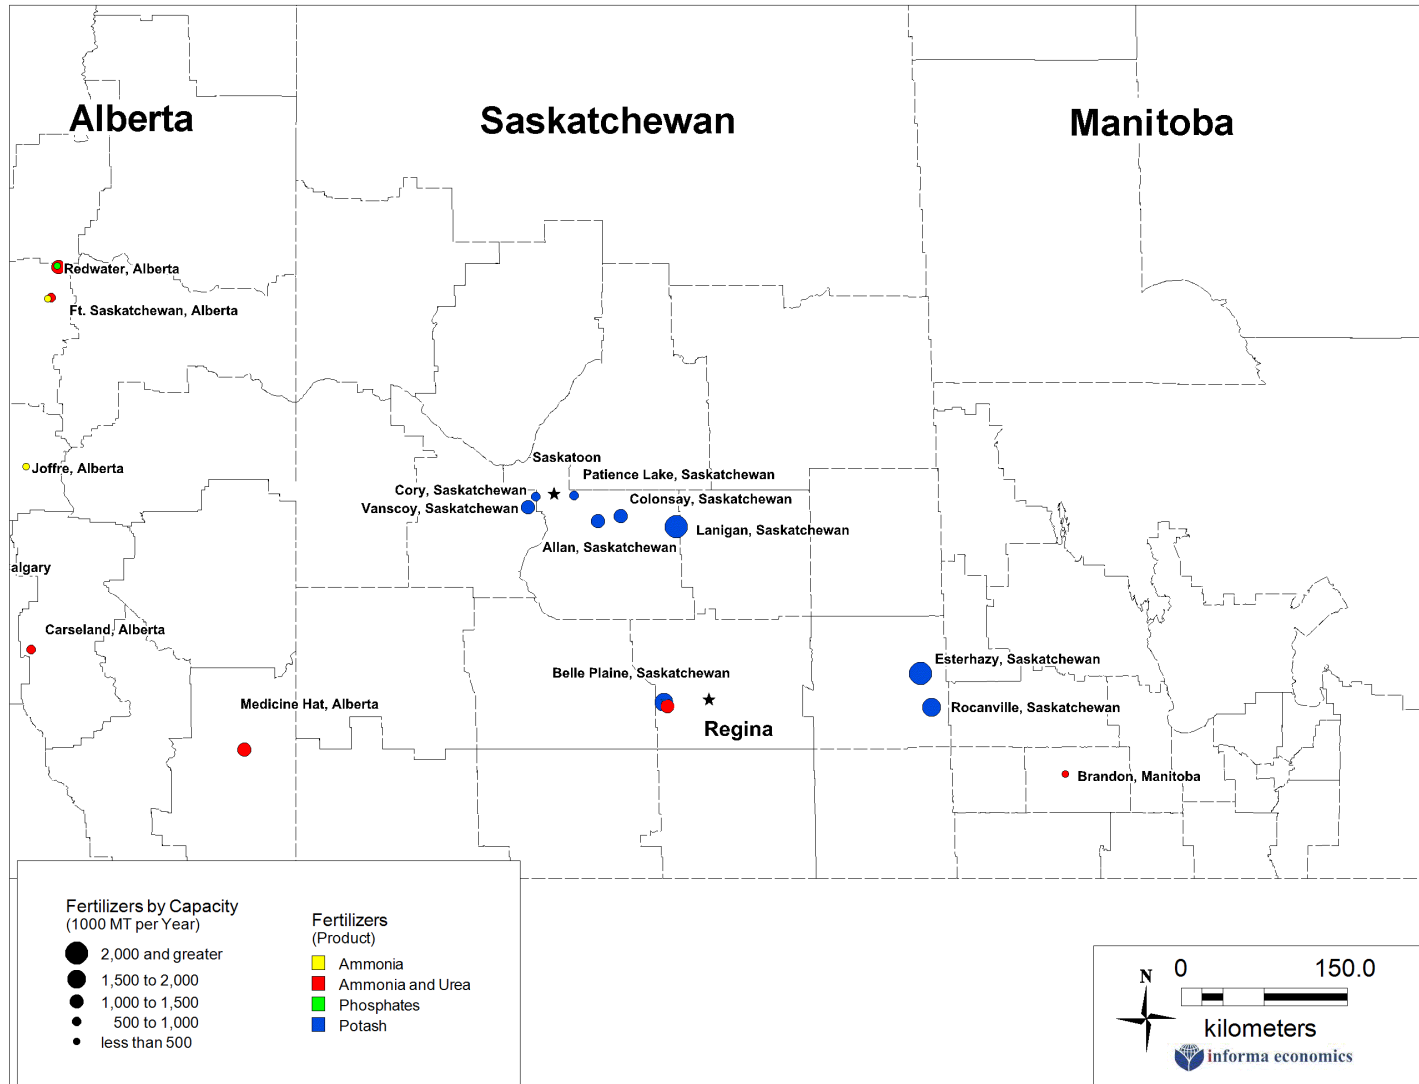 Alberta
Saskatchewan
Manitoba
Redwater, Alberta
Ft. Saskatchewan, Alberta
Joffre, Alberta
Saskatoon
Patience Lake, Saskatchewan
Cory, Saskatchewan
Colonsay, Saskatchewan
Vanscoy, Saskatchewan
Lanigan, Saskatchewan
Allan, Saskatchewan
algary
Carseland, Alberta
Esterhazy, Saskatchewan
Belle Plaine, Saskatchewan
Medicine Hat, Alberta
Rocanville, Saskatchewan
Regina
Brandon, Manitoba
Fertilizers by Capacity
(1000 MT per Year)
2,000 and greater
1,500 to 2,000
1,000 to 1,500
500 to 1,000
less than 500
Fertilizers
(Product)
Ammonia
Ammonia and Urea
Phosphates
Potash
N
0 150.0
kilometers
informa economics